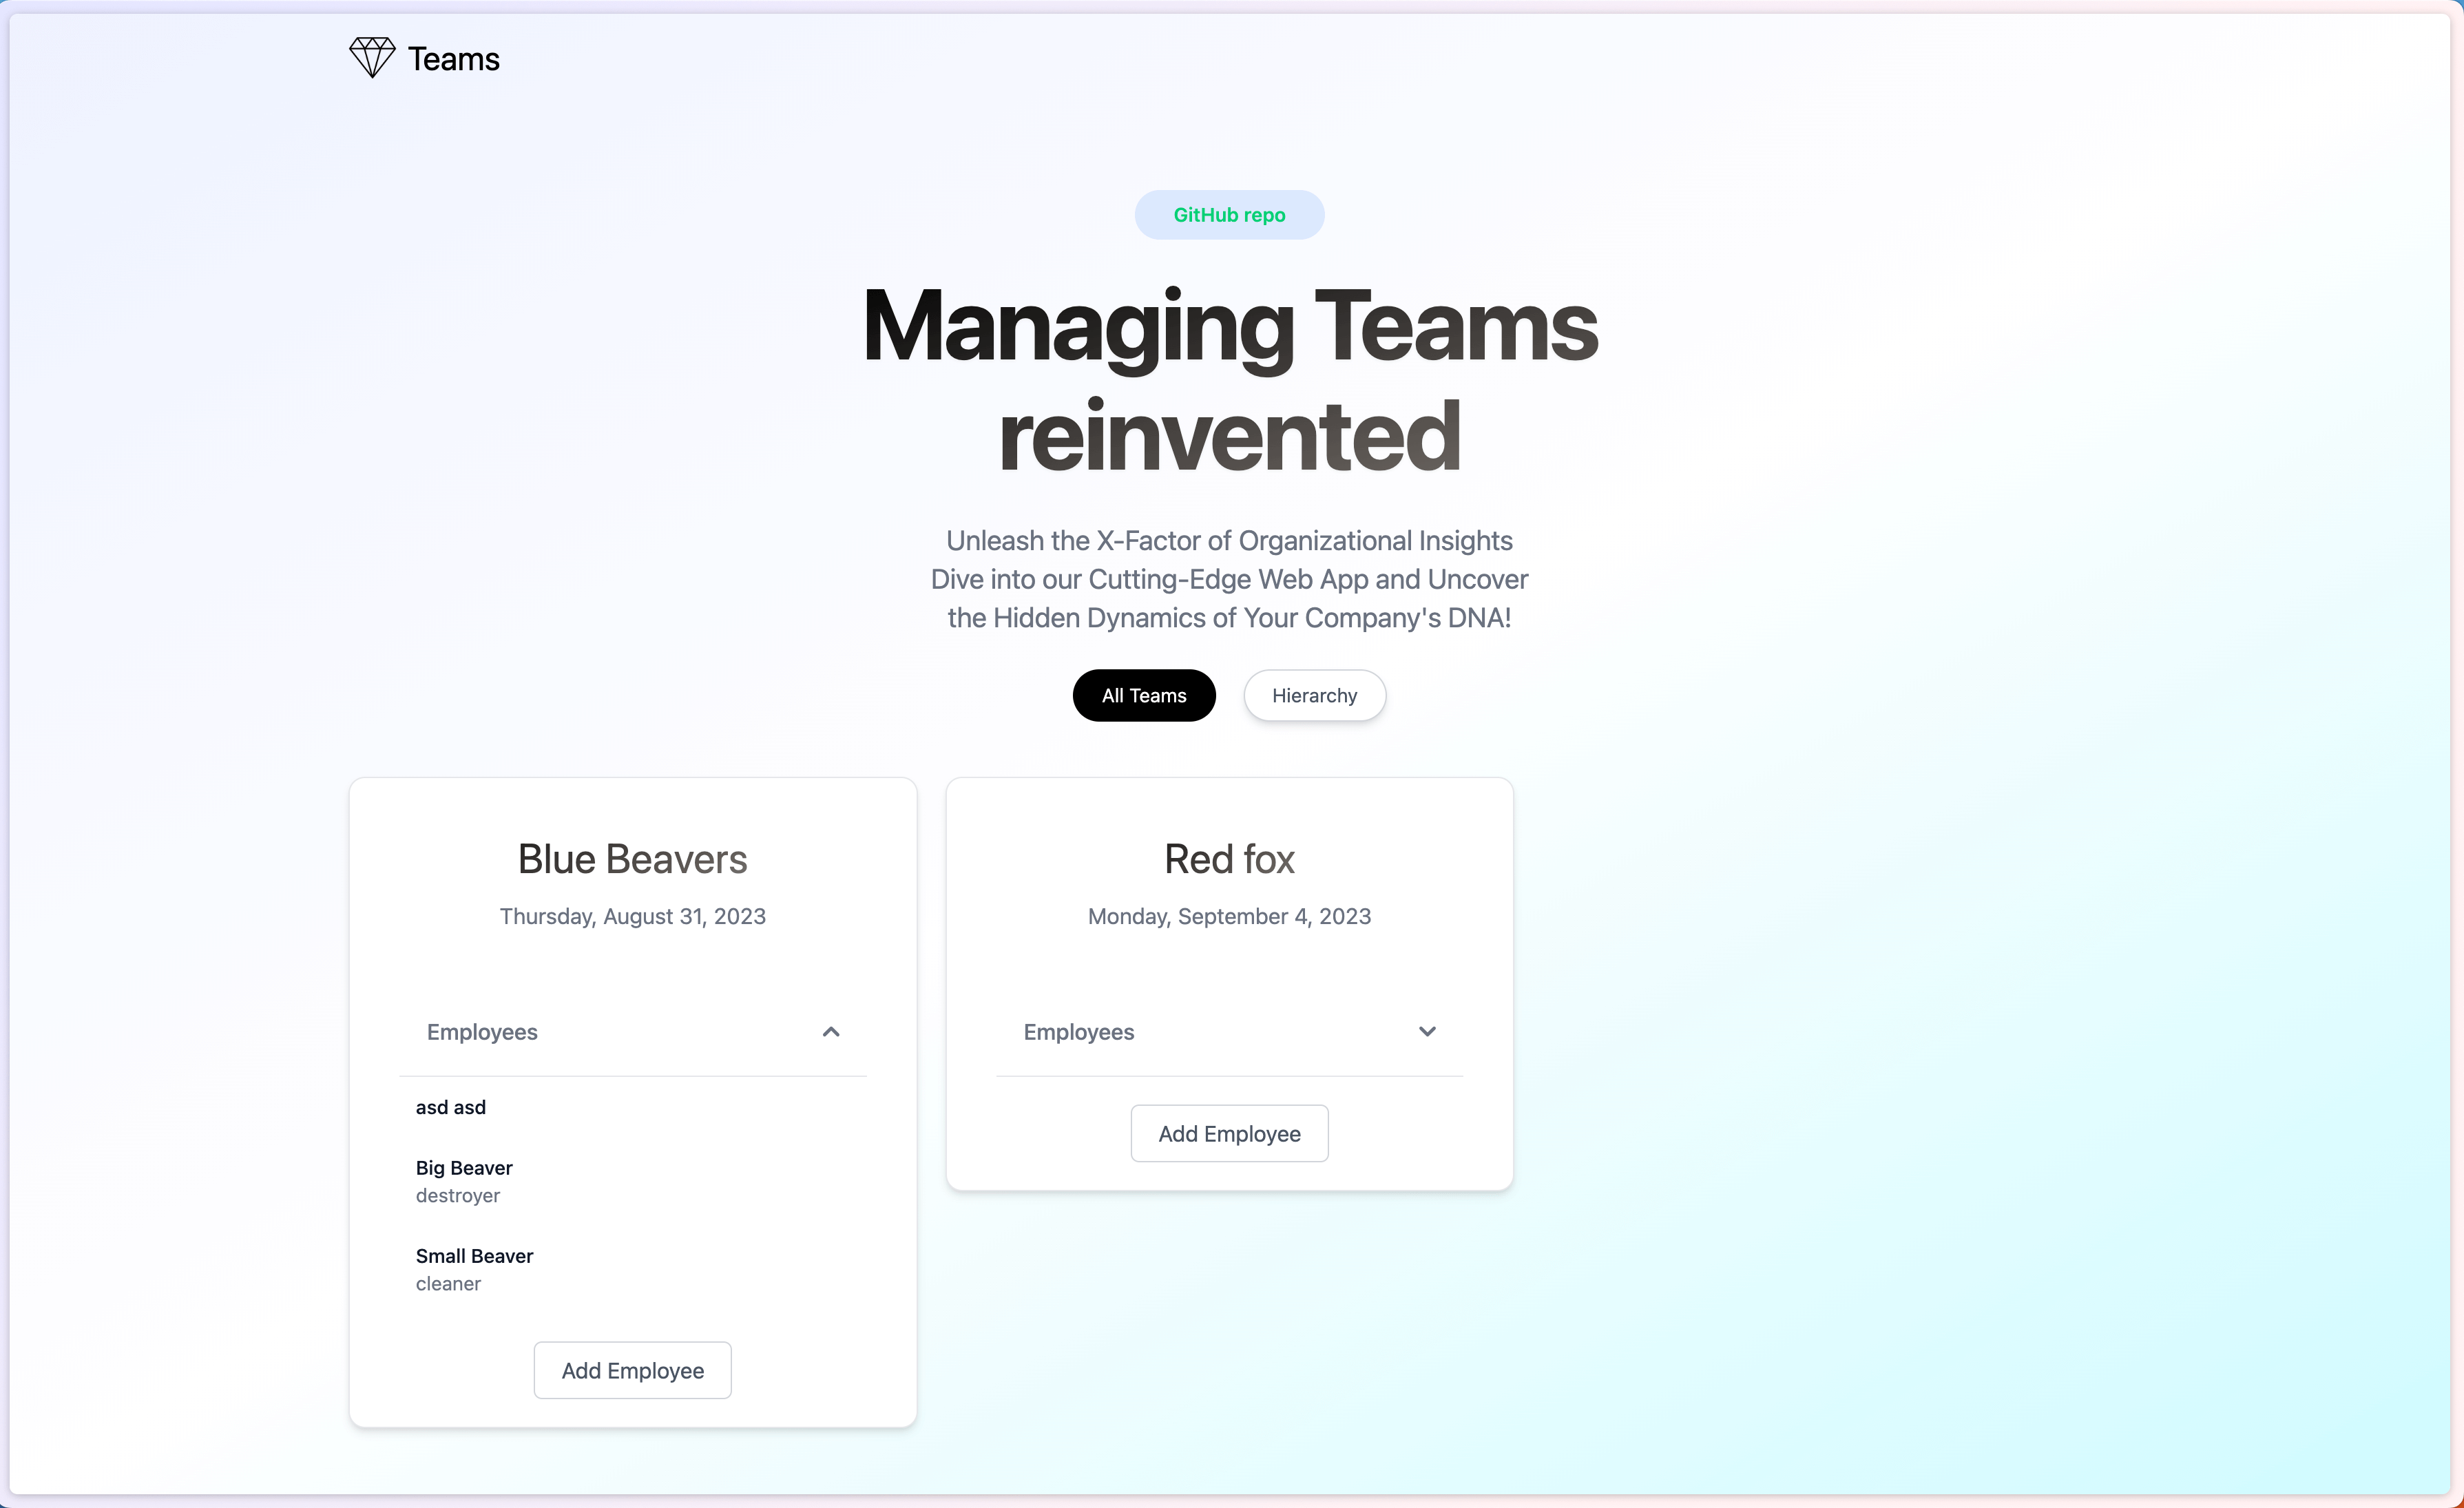 Teams
GitHub repo
Managing Teams
reinvented
Unleash the X-Factor of Organizational Insights
Dive into our Cutting-Edge Web App and Uncover
the Hidden Dynamics of Your Company's DNA!
All Teams
Hierarchy
Blue Beavers
Thursday, August 31, 2023
Employees
asd asd
Big Beaver
destroyer
Small Beaver
cleaner
Add Employee
Red fox
Monday, September 4, 2023
Employees
Add Employee